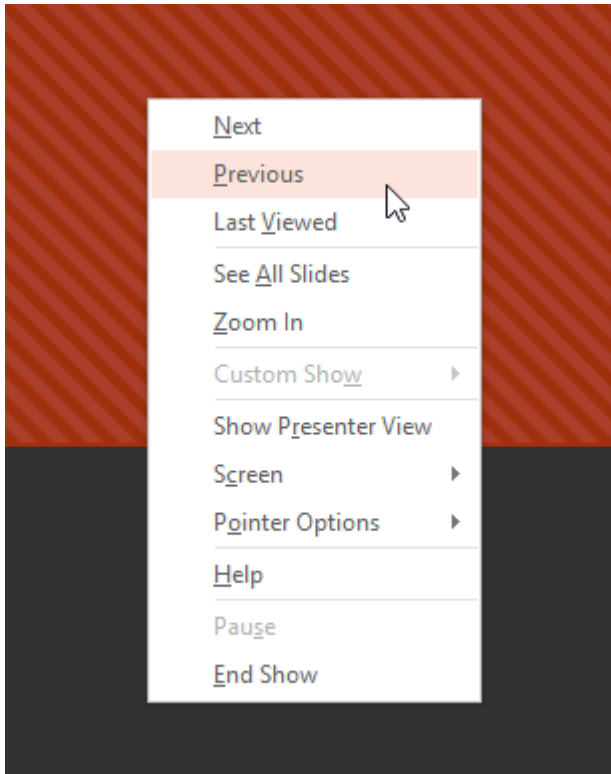 Next
Previous
Last Viewed
See All Slides
Zoom In
Custom Show
Show Presenter View
Screen
Pointer Options
Help
Pause
End Show